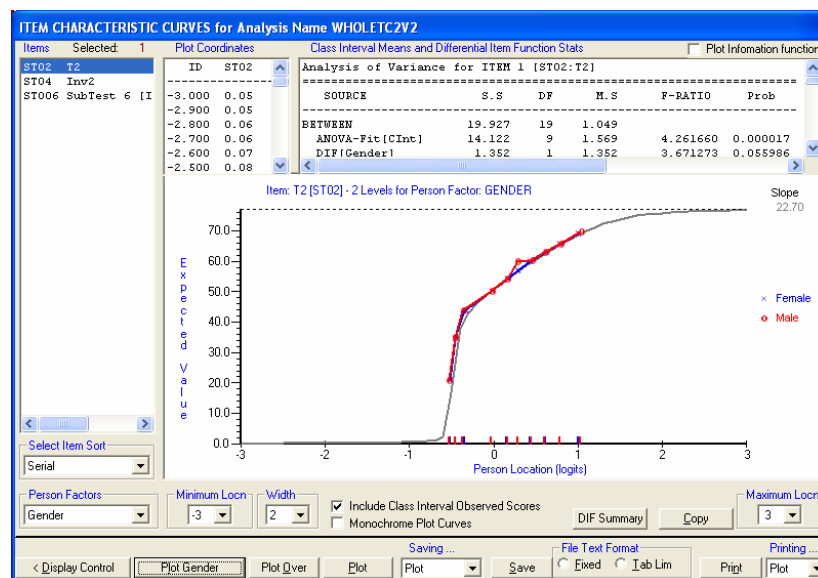 ITEM CHARACTERISTIC CURVES for Analysis Name WHOLETC2V2
Items Selected: 1 Plot Coordinates Class Interval Means and Differential Item Function Stats Plot Infomation function
ST02 T2
ST04 Inv2
ST006 SubTest 6 [I
ID ST02
-3.000 0.05
-2.900 0.05
-2.800 0.06
-2.700 0.06
-2.600 0.07
-2.500 0.08
Analysis of Variance for ITEM 1 [ST02:T2]
SOURCE S.S DF M.S F-RATIO Prob
BETWEEN 19.927 19 1.049
ANOVA-Fit[CInt] 14.122 9 1.569 4.261660 0.000017
DIF[Gender] 1.352 1 1.352 3.671273 0.055986
Item: T2 [ST02] - 2 Levels for Person Factor: GENDER
Slope
22.70
Expected Value
70.0
60.0
50.0
40.0
30.0
20.0
10.0
0.0
-3 -2 -1 0 1 2 3
Person Location (logits)
× Female
o Male
Select Item Sort
Serial
Person Factors
Gender
Minimum Locn
-3
Width
2
Include Class Interval Observed Scores
Monochrome Plot Curves
DIF Summary
Copy
Maximum Locn
3
< Display Control
Plot Gender
Plot Over
Plot
Saving ...
Plot
Save
File Text Format
Fixed Tab Lim
Print
Printing ...
Plot